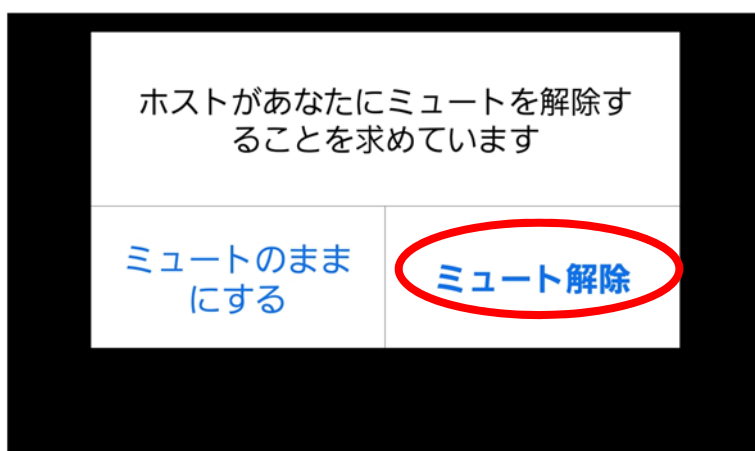 ホストがあなたにミュートを解除す
ることを求めています
ミュートのまま
にする
ミュート解除